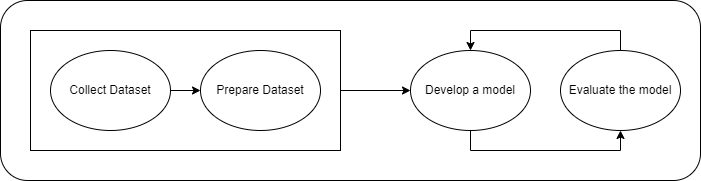 Collect Dataset
Prepare Dataset
Develop a model
Evaluate the model